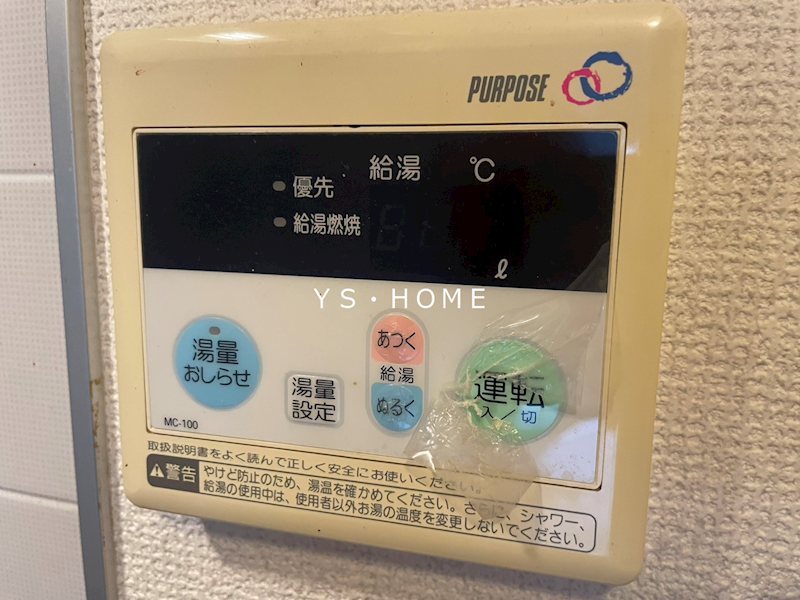 PURPOSE
給湯 ℃
優先
給湯燃焼
ℓ
YS・HOME
湯量
おしらせ
湯量
設定
あつく
給湯
ぬるく
運転
入／切
MC-100
取扱説明書をよく読んで正しく安全にお使いください。
警告
やけど防止のため、湯温を確かめてください。さらに、シャワー、
給湯の使用中は、使用者以外お湯の温度を変更しないでください。